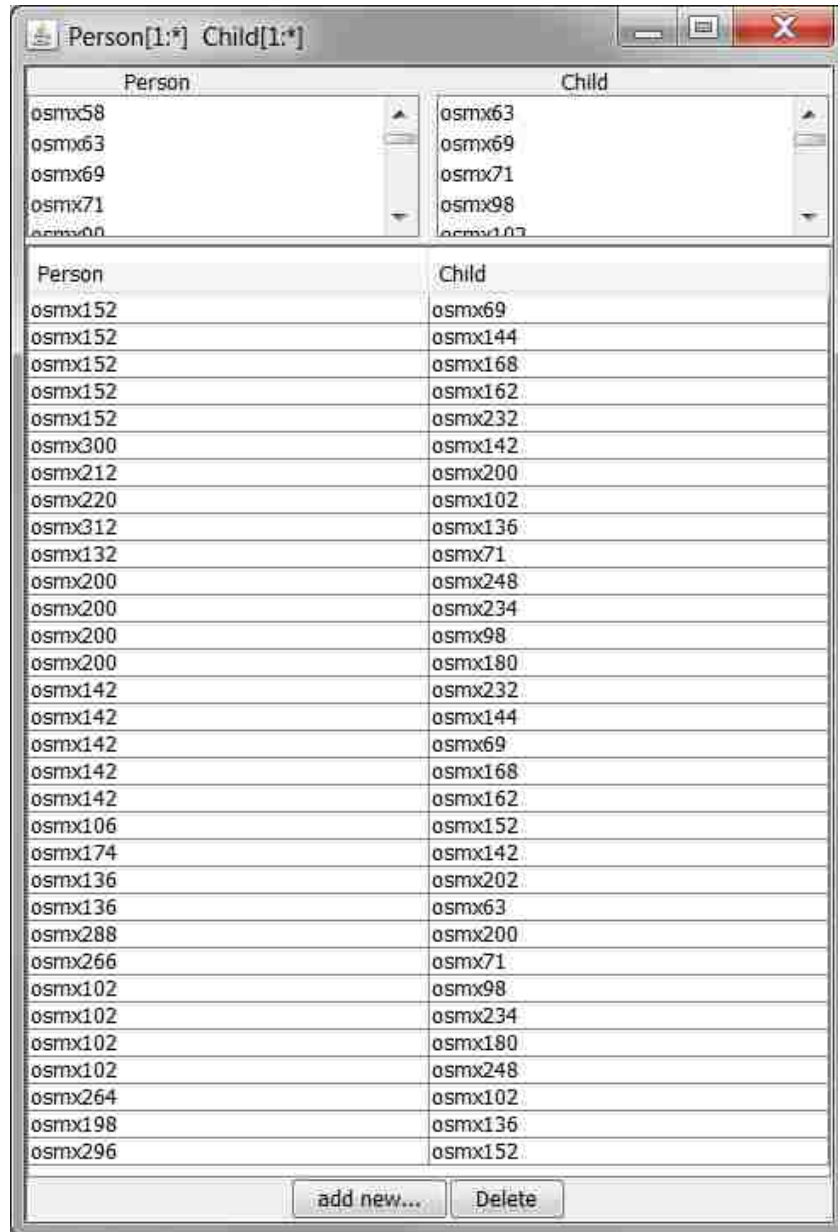 Person[1:*] Child[1:*]
Person Child
osmx58 osmx63
osmx63 osmx69
osmx69 osmx71
osmx71 osmx98
Person Child
osmx152 osmx69
osmx152 osmx144
osmx152 osmx168
osmx152 osmx162
osmx152 osmx232
osmx300 osmx142
osmx212 osmx200
osmx220 osmx102
osmx312 osmx136
osmx132 osmx71
osmx200 osmx248
osmx200 osmx234
osmx200 osmx98
osmx200 osmx180
osmx142 osmx232
osmx142 osmx144
osmx142 osmx69
osmx142 osmx168
osmx142 osmx162
osmx106 osmx152
osmx174 osmx142
osmx136 osmx202
osmx136 osmx63
osmx288 osmx200
osmx266 osmx71
osmx102 osmx98
osmx102 osmx234
osmx102 osmx180
osmx102 osmx248
osmx264 osmx102
osmx198 osmx136
osmx296 osmx152
add new... Delete